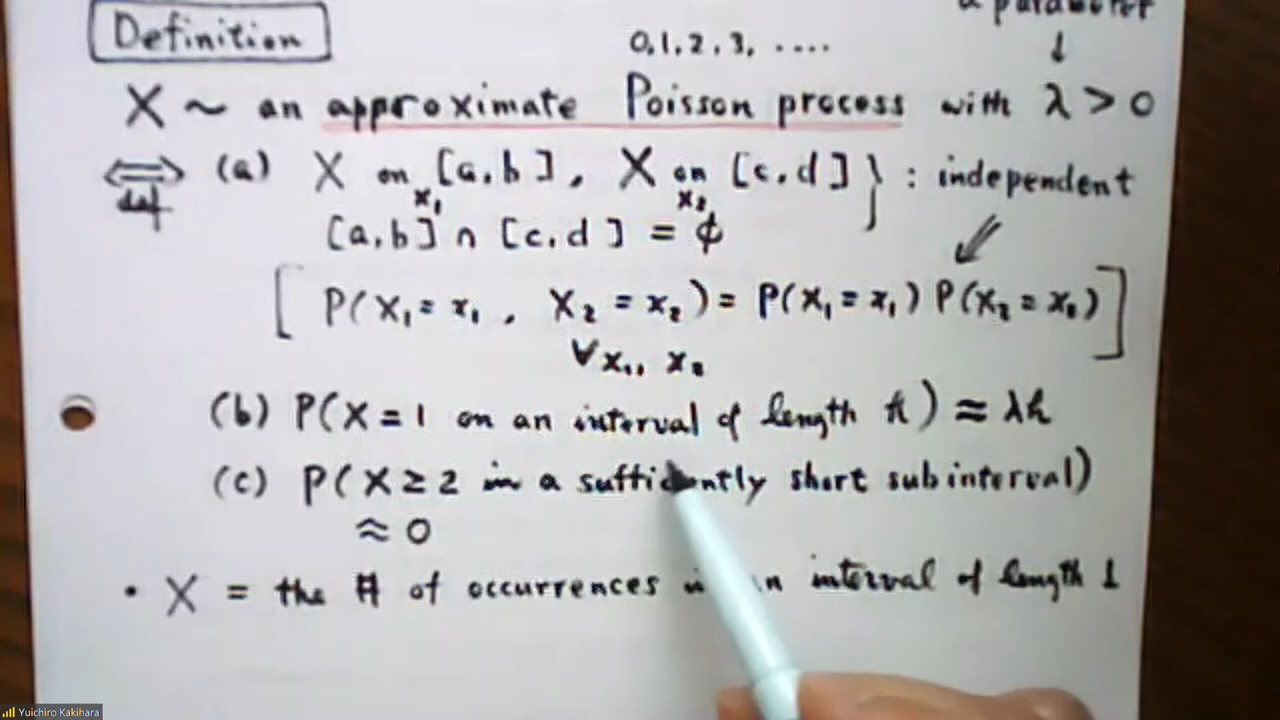 a parameter
Definition
0, 1, 2, 3, ....
↓
X ~ an approximate Poisson process with λ > 0
⇔ def (a) X on [a, b], X on [c, d] } : independent
X₁ X₂
[a, b] ∩ [c, d] = ϕ
[ P(X₁ = x₁, X₂ = x₂) = P(X₁ = x₁) P(X₂ = x₂) ]
∀x₁, x₂
(b) P(X = 1 on an interval of length h) ≈ λh
(c) P(X ≥ 2 in a sufficiently short subinterval)
≈ 0
• X = the # of occurrences in an interval of length 1
Yuichiro Kakihara